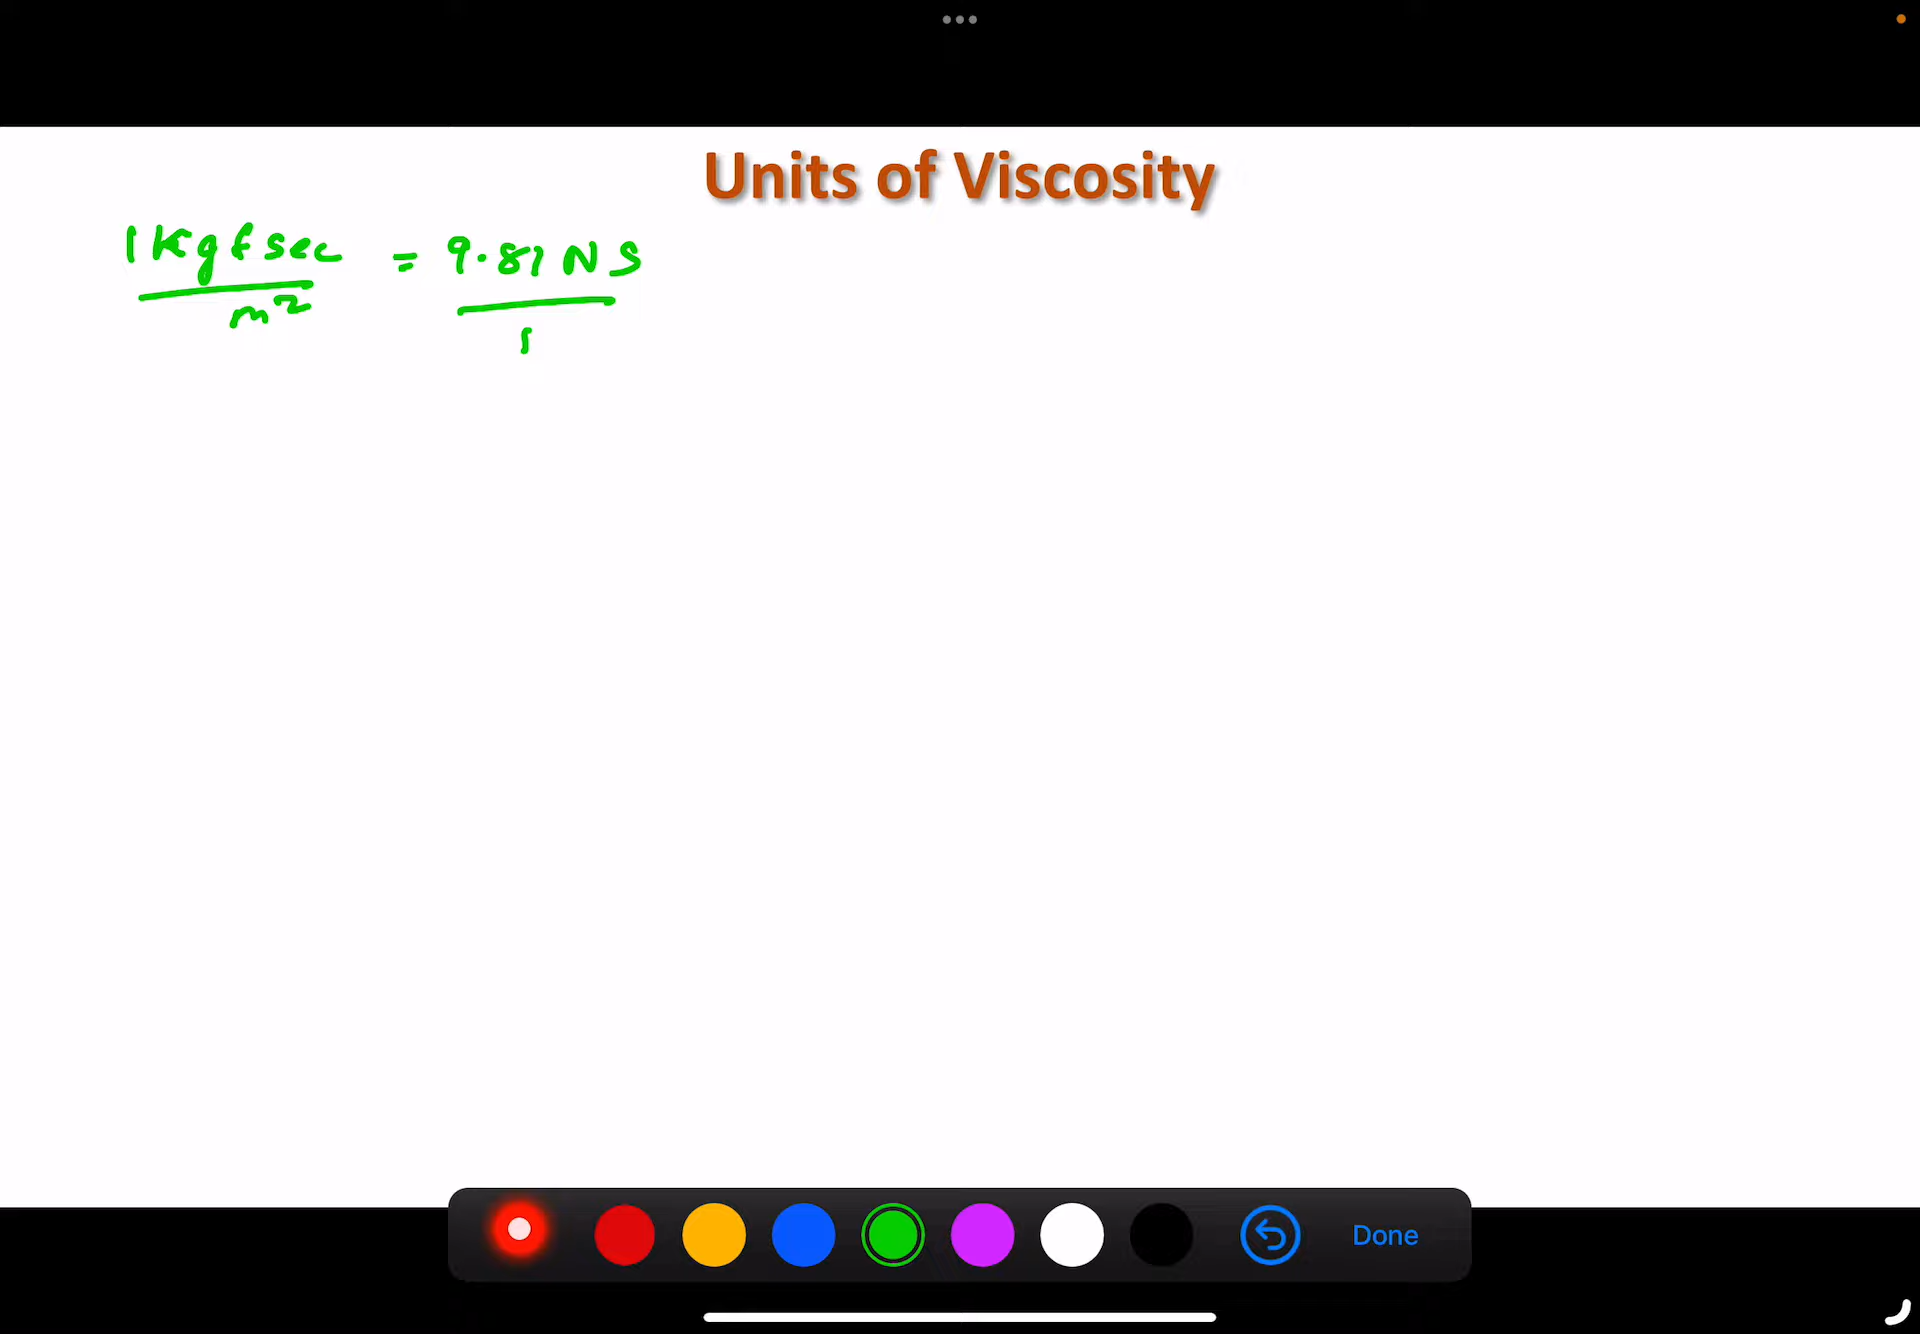 Units of Viscosity
1 Kgf sec = 9.81 N S
m²
Done